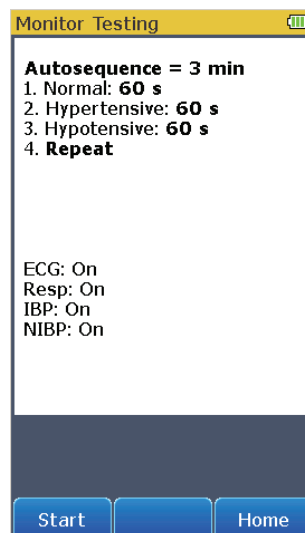 Monitor Testing
Autosequence = 3 min
1. Normal: 60 s
2. Hypertensive: 60 s
3. Hypotensive: 60 s
4. Repeat
ECG: On
Resp: On
IBP: On
NIBP: On
Start
Home